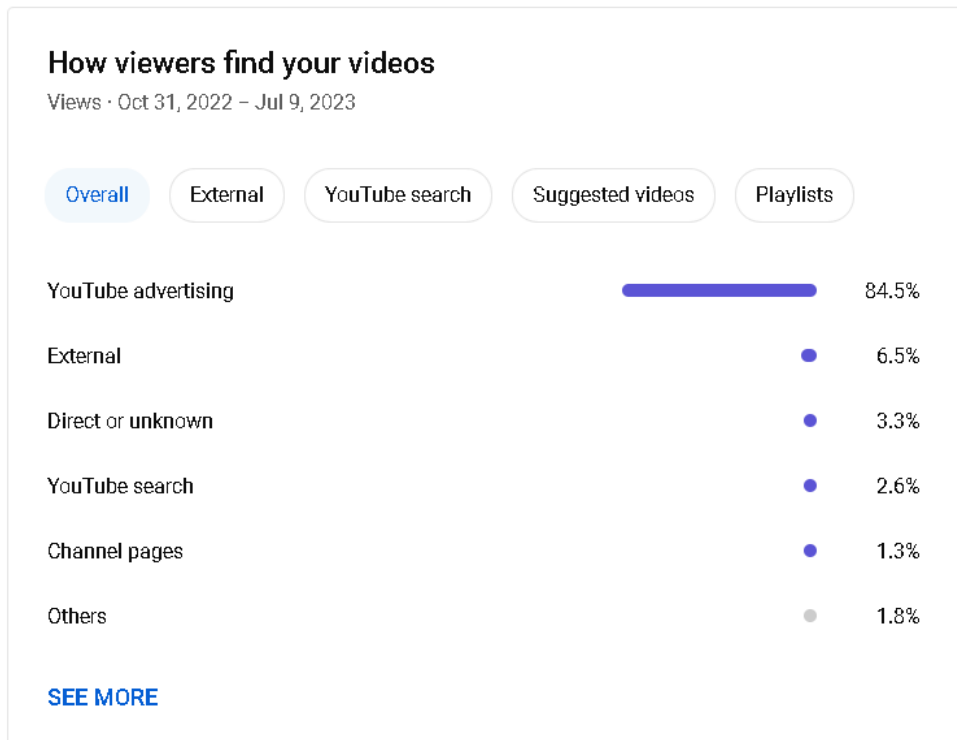 How viewers find your videos
Views · Oct 31, 2022 – Jul 9, 2023
Overall External YouTube search Suggested videos Playlists
YouTube advertising 84.5%
External 6.5%
Direct or unknown 3.3%
YouTube search 2.6%
Channel pages 1.3%
Others 1.8%
SEE MORE